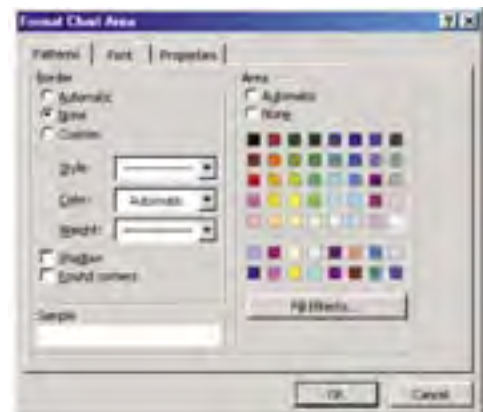 Format Chart Area
Patterns Font Properties
Border
Automatic
None
Custom
Style:
Color: Automatic
Weight:
Shadow
Round corners
Sample
Area
Automatic
None
Fill Effects...
OK Cancel